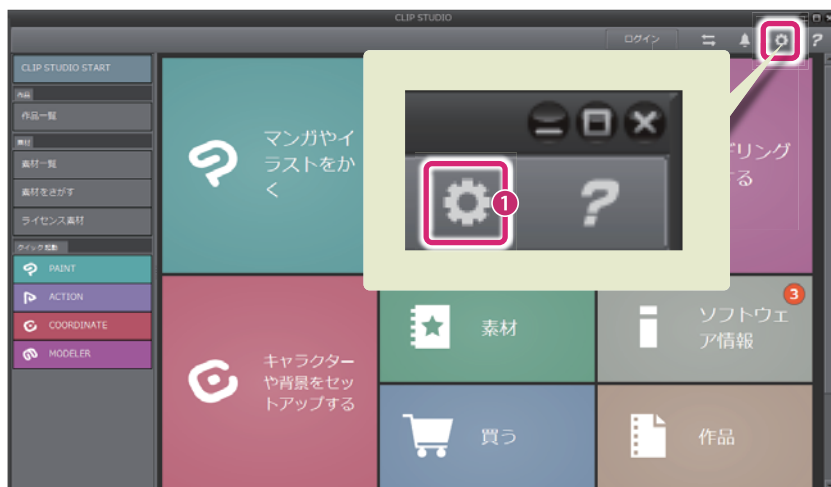 CLIP STUDIO
ログイン
?
CLIP STUDIO START
作品
作品一覧
素材
素材一覧
素材をさがす
ライセンス素材
クイック起動
PAINT
ACTION
COORDINATE
MODELER
マンガやイ
ラストをか
く
リング
る
1
?
キャラクター
や背景をセッ
トアップする
素材
3
ソフトウェ
ア情報
買う
作品